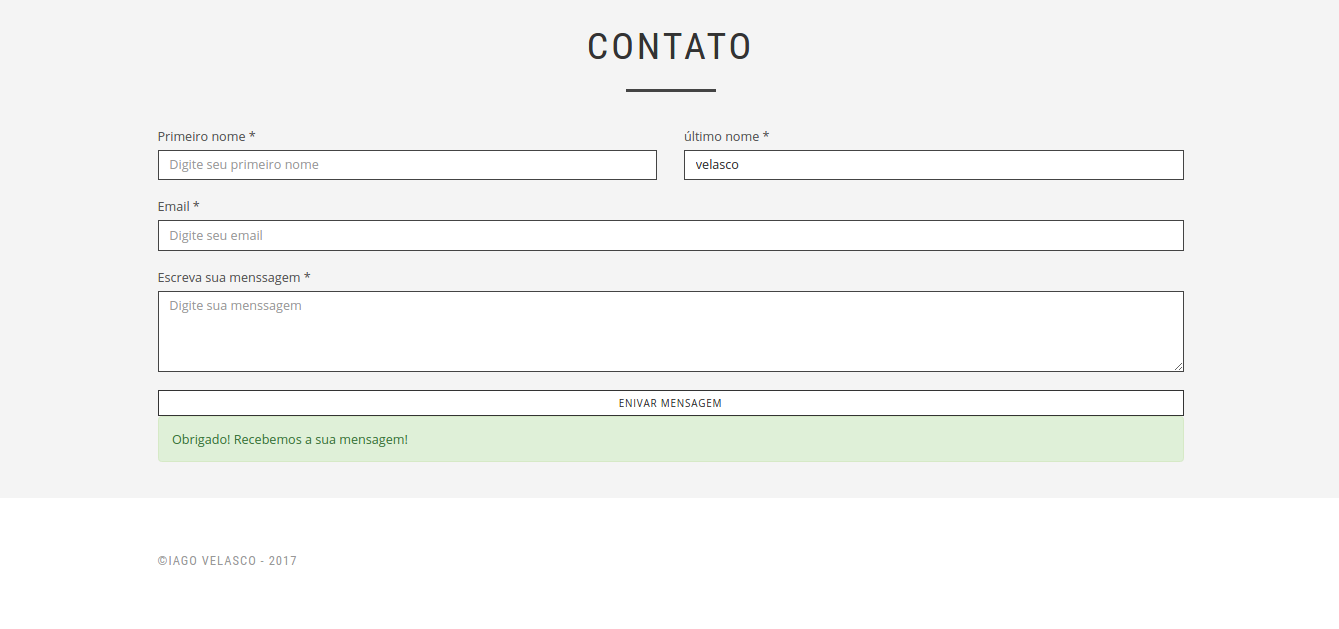 CONTATO
Primeiro nome *
último nome *
Digite seu primeiro nome
velasco
Email *
Digite seu email
Escreva sua menssagem *
Digite sua menssagem
ENIVAR MENSAGEM
Obrigado! Recebemos a sua mensagem!
©IAGO VELASCO - 2017